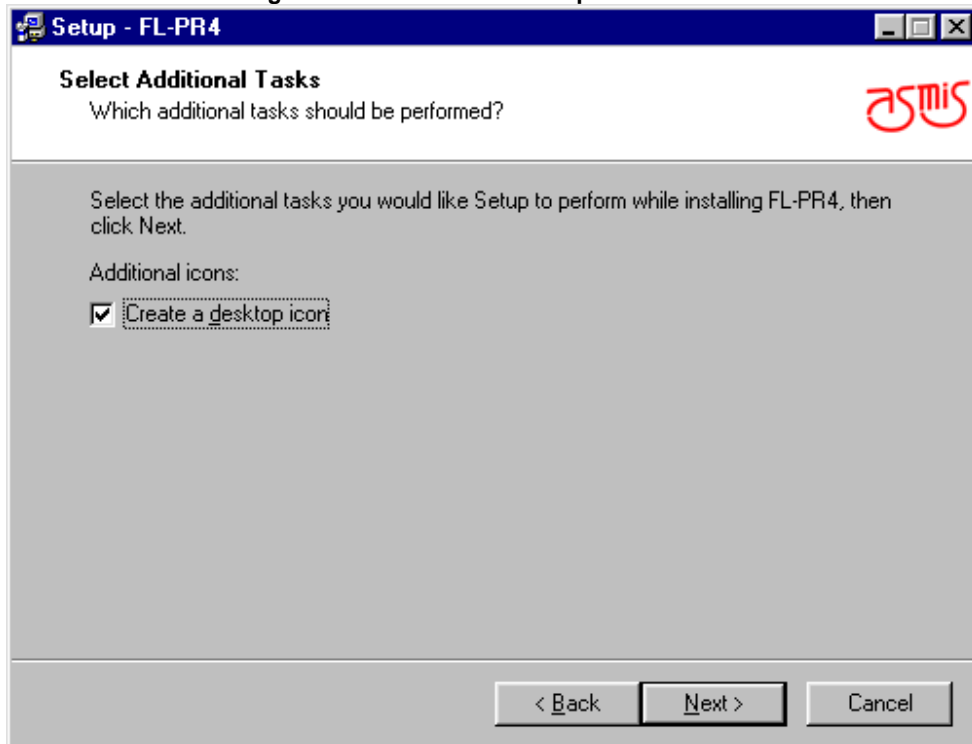 Setup - FL-PR4
Select Additional Tasks
Which additional tasks should be performed?
asmis
Select the additional tasks you would like Setup to perform while installing FL-PR4, then
click Next.
Additional icons:
Create a desktop icon
< Back
Next >
Cancel